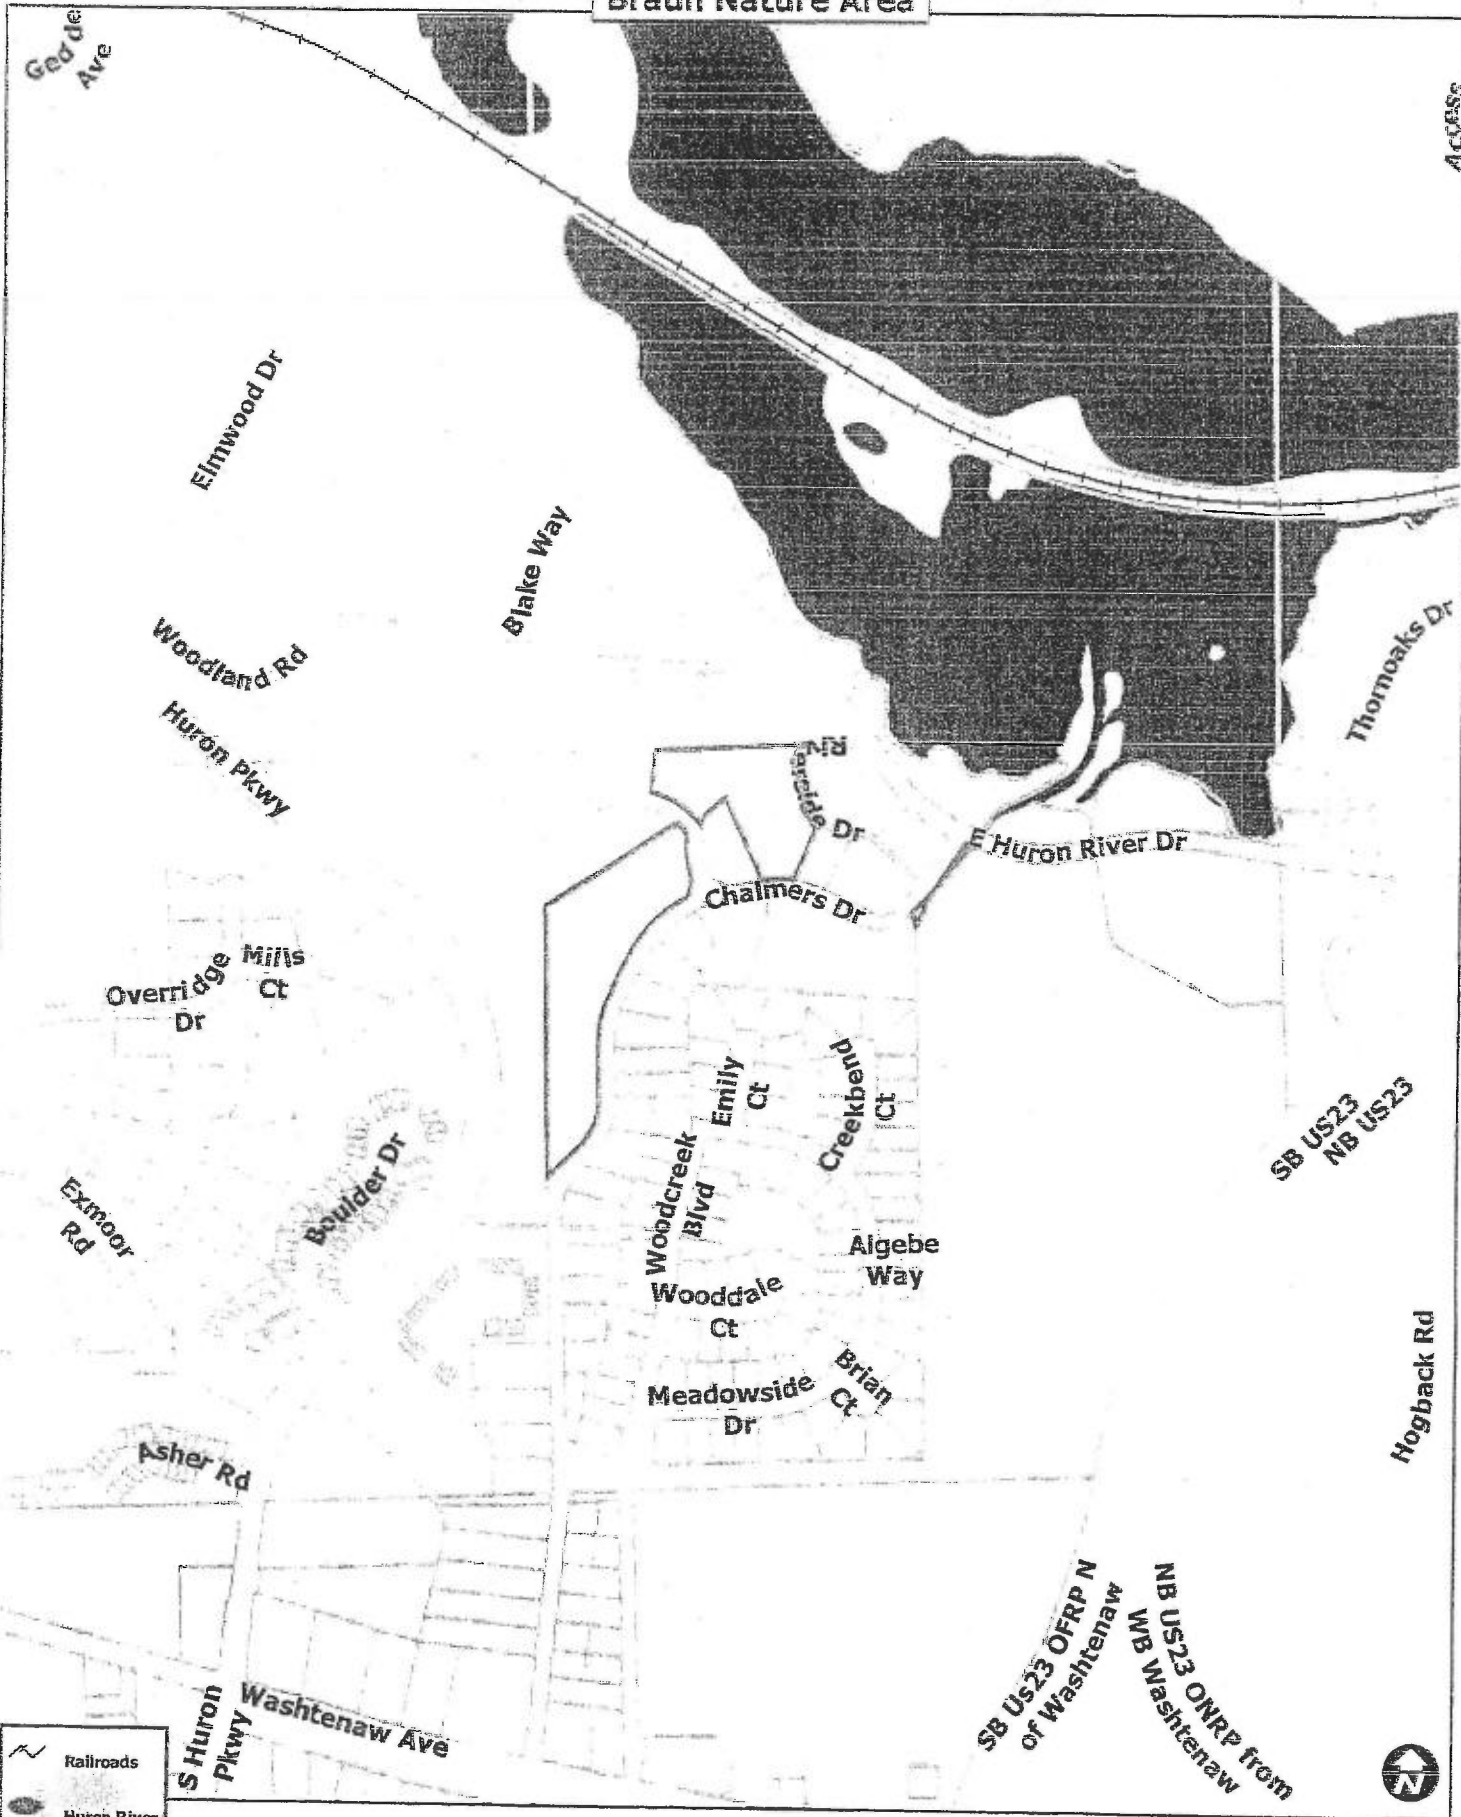 Braun Nature Area
Ave
Access
Elmwood Dr
Blake Way
Woodland Rd
Huron Pkwy
Thornoaks Dr
Riverside Dr
E Huron River Dr
Chalmers Dr
Mills
Ct
Overridge
Dr
Emily
Ct
Creekbend
Ct
SB US23
NB US23
Boulder Dr
Exmoor
Rd
Woodcreek
Blvd
Algebe
Way
Wooddale
Ct
Brian
Ct
Meadowside
Dr
Hogback Rd
Asher Rd
SB US23 OFRP N
of Washtenaw
NB US23 ONRP from
WB Washtenaw
S Huron
Pkwy
Washtenaw Ave
Railroads
Huron River
N